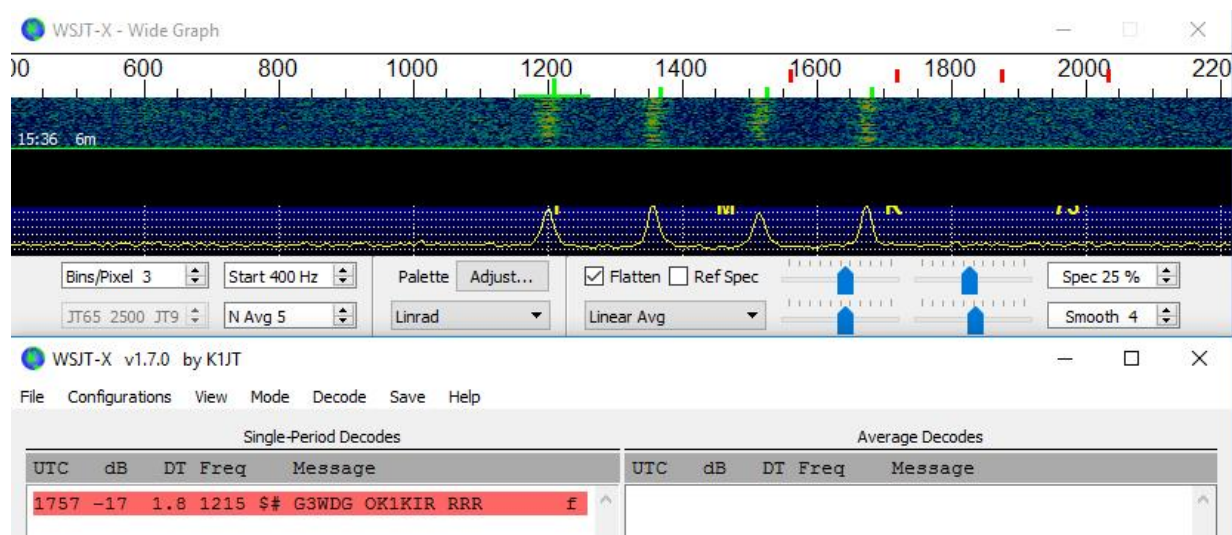 WSJT-X - Wide Graph
00 600 800 1000 1200 1400 1600 1800 2000 220
15:36 6m
M K 73
Bins/Pixel 3 Start 400 Hz Palette Adjust... Flatten Ref Spec Spec 25 %
JT65 2500 JT9 N Avg 5 Linrad Linear Avg Smooth 4
WSJT-X v1.7.0 by K1JT
File Configurations View Mode Decode Save Help
Single-Period Decodes Average Decodes
UTC dB DT Freq Message UTC dB DT Freq Message
1757 -17 1.8 1215 $# G3WDG OK1KIR RRR f